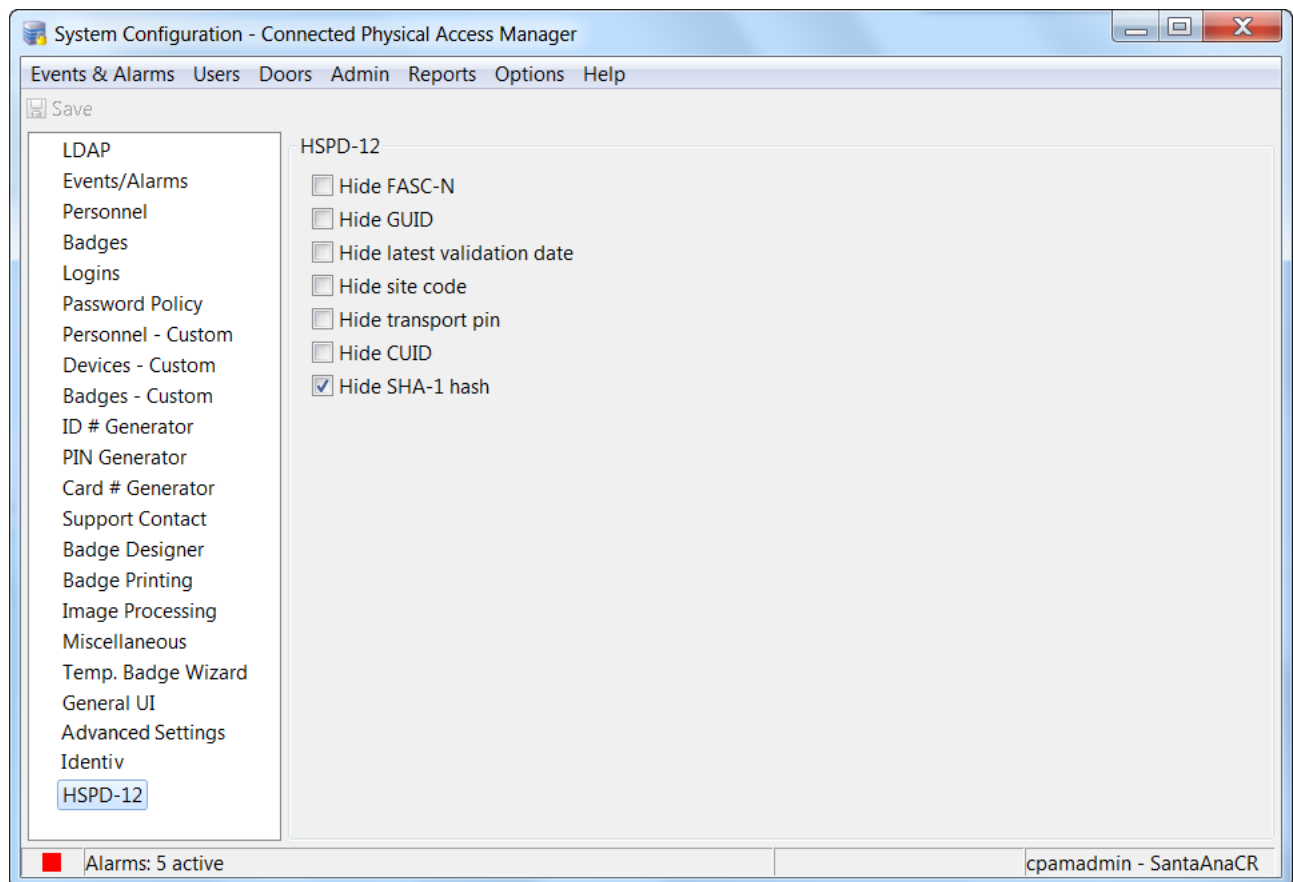 System Configuration - Connected Physical Access Manager
Events & Alarms Users Doors Admin Reports Options Help
Save
LDAP
Events/Alarms
Personnel
Badges
Logins
Password Policy
Personnel - Custom
Devices - Custom
Badges - Custom
ID # Generator
PIN Generator
Card # Generator
Support Contact
Badge Designer
Badge Printing
Image Processing
Miscellaneous
Temp. Badge Wizard
General UI
Advanced Settings
Identiv
HSPD-12
HSPD-12
Hide FASC-N
Hide GUID
Hide latest validation date
Hide site code
Hide transport pin
Hide CUID
Hide SHA-1 hash
Alarms: 5 active
cpamadmin - SantaAnaCR